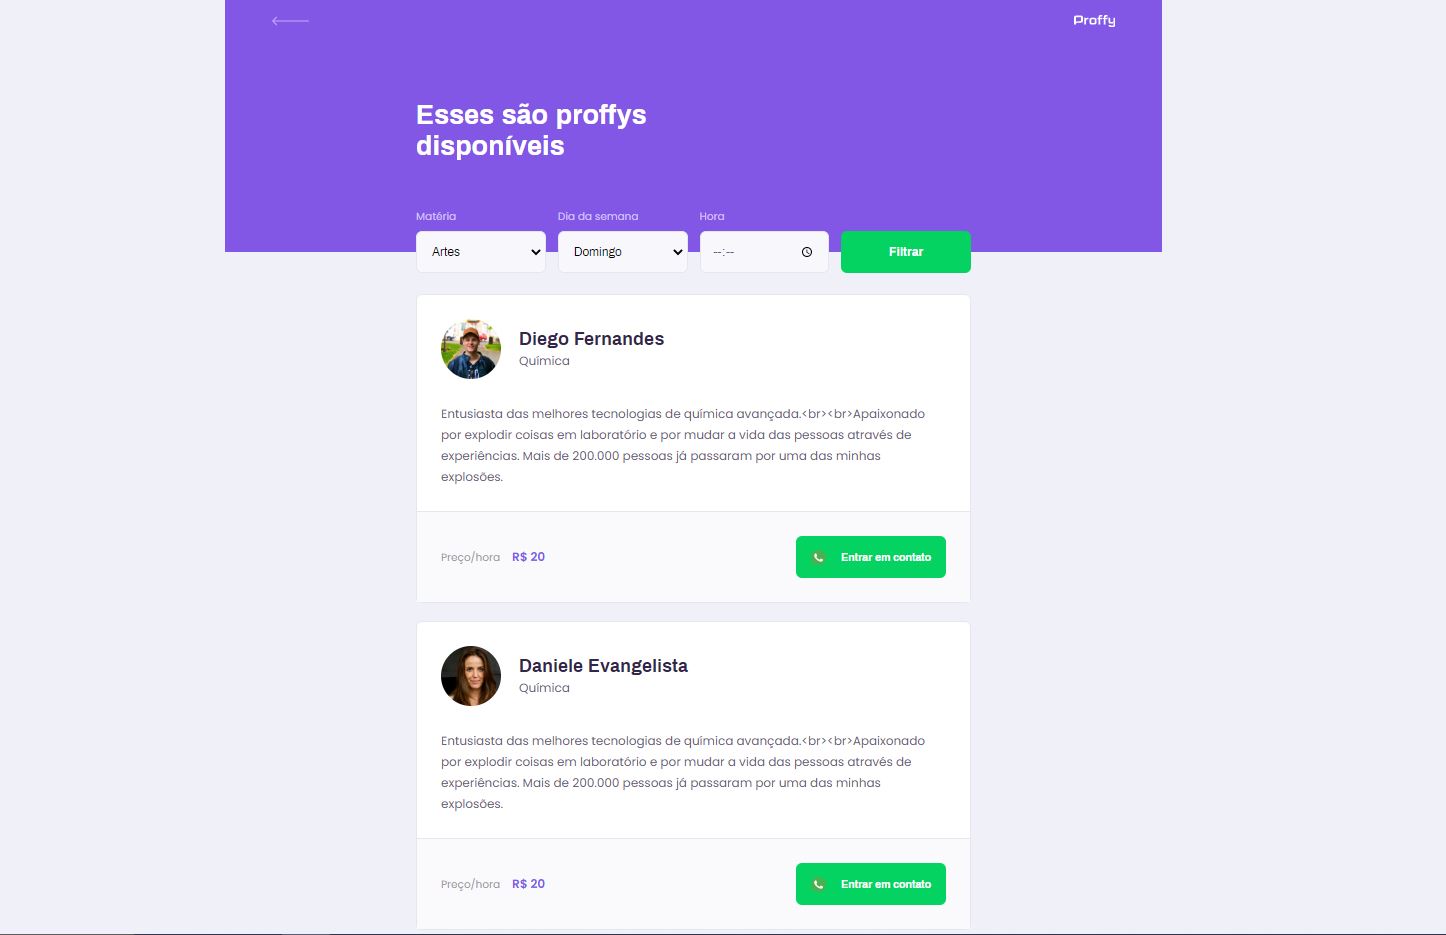 Proffy
Esses são proffys
disponíveis
Matéria Dia da semana Hora
Artes Domingo --:-- Filtrar
Diego Fernandes
Química
Entusiasta das melhores tecnologias de química avançada.<br><br>Apaixonado
por explodir coisas em laboratório e por mudar a vida das pessoas através de
experiências. Mais de 200.000 pessoas já passaram por uma das minhas
explosões.
Preço/hora R$ 20 Entrar em contato
Daniele Evangelista
Química
Entusiasta das melhores tecnologias de química avançada.<br><br>Apaixonado
por explodir coisas em laboratório e por mudar a vida das pessoas através de
experiências. Mais de 200.000 pessoas já passaram por uma das minhas
explosões.
Preço/hora R$ 20 Entrar em contato